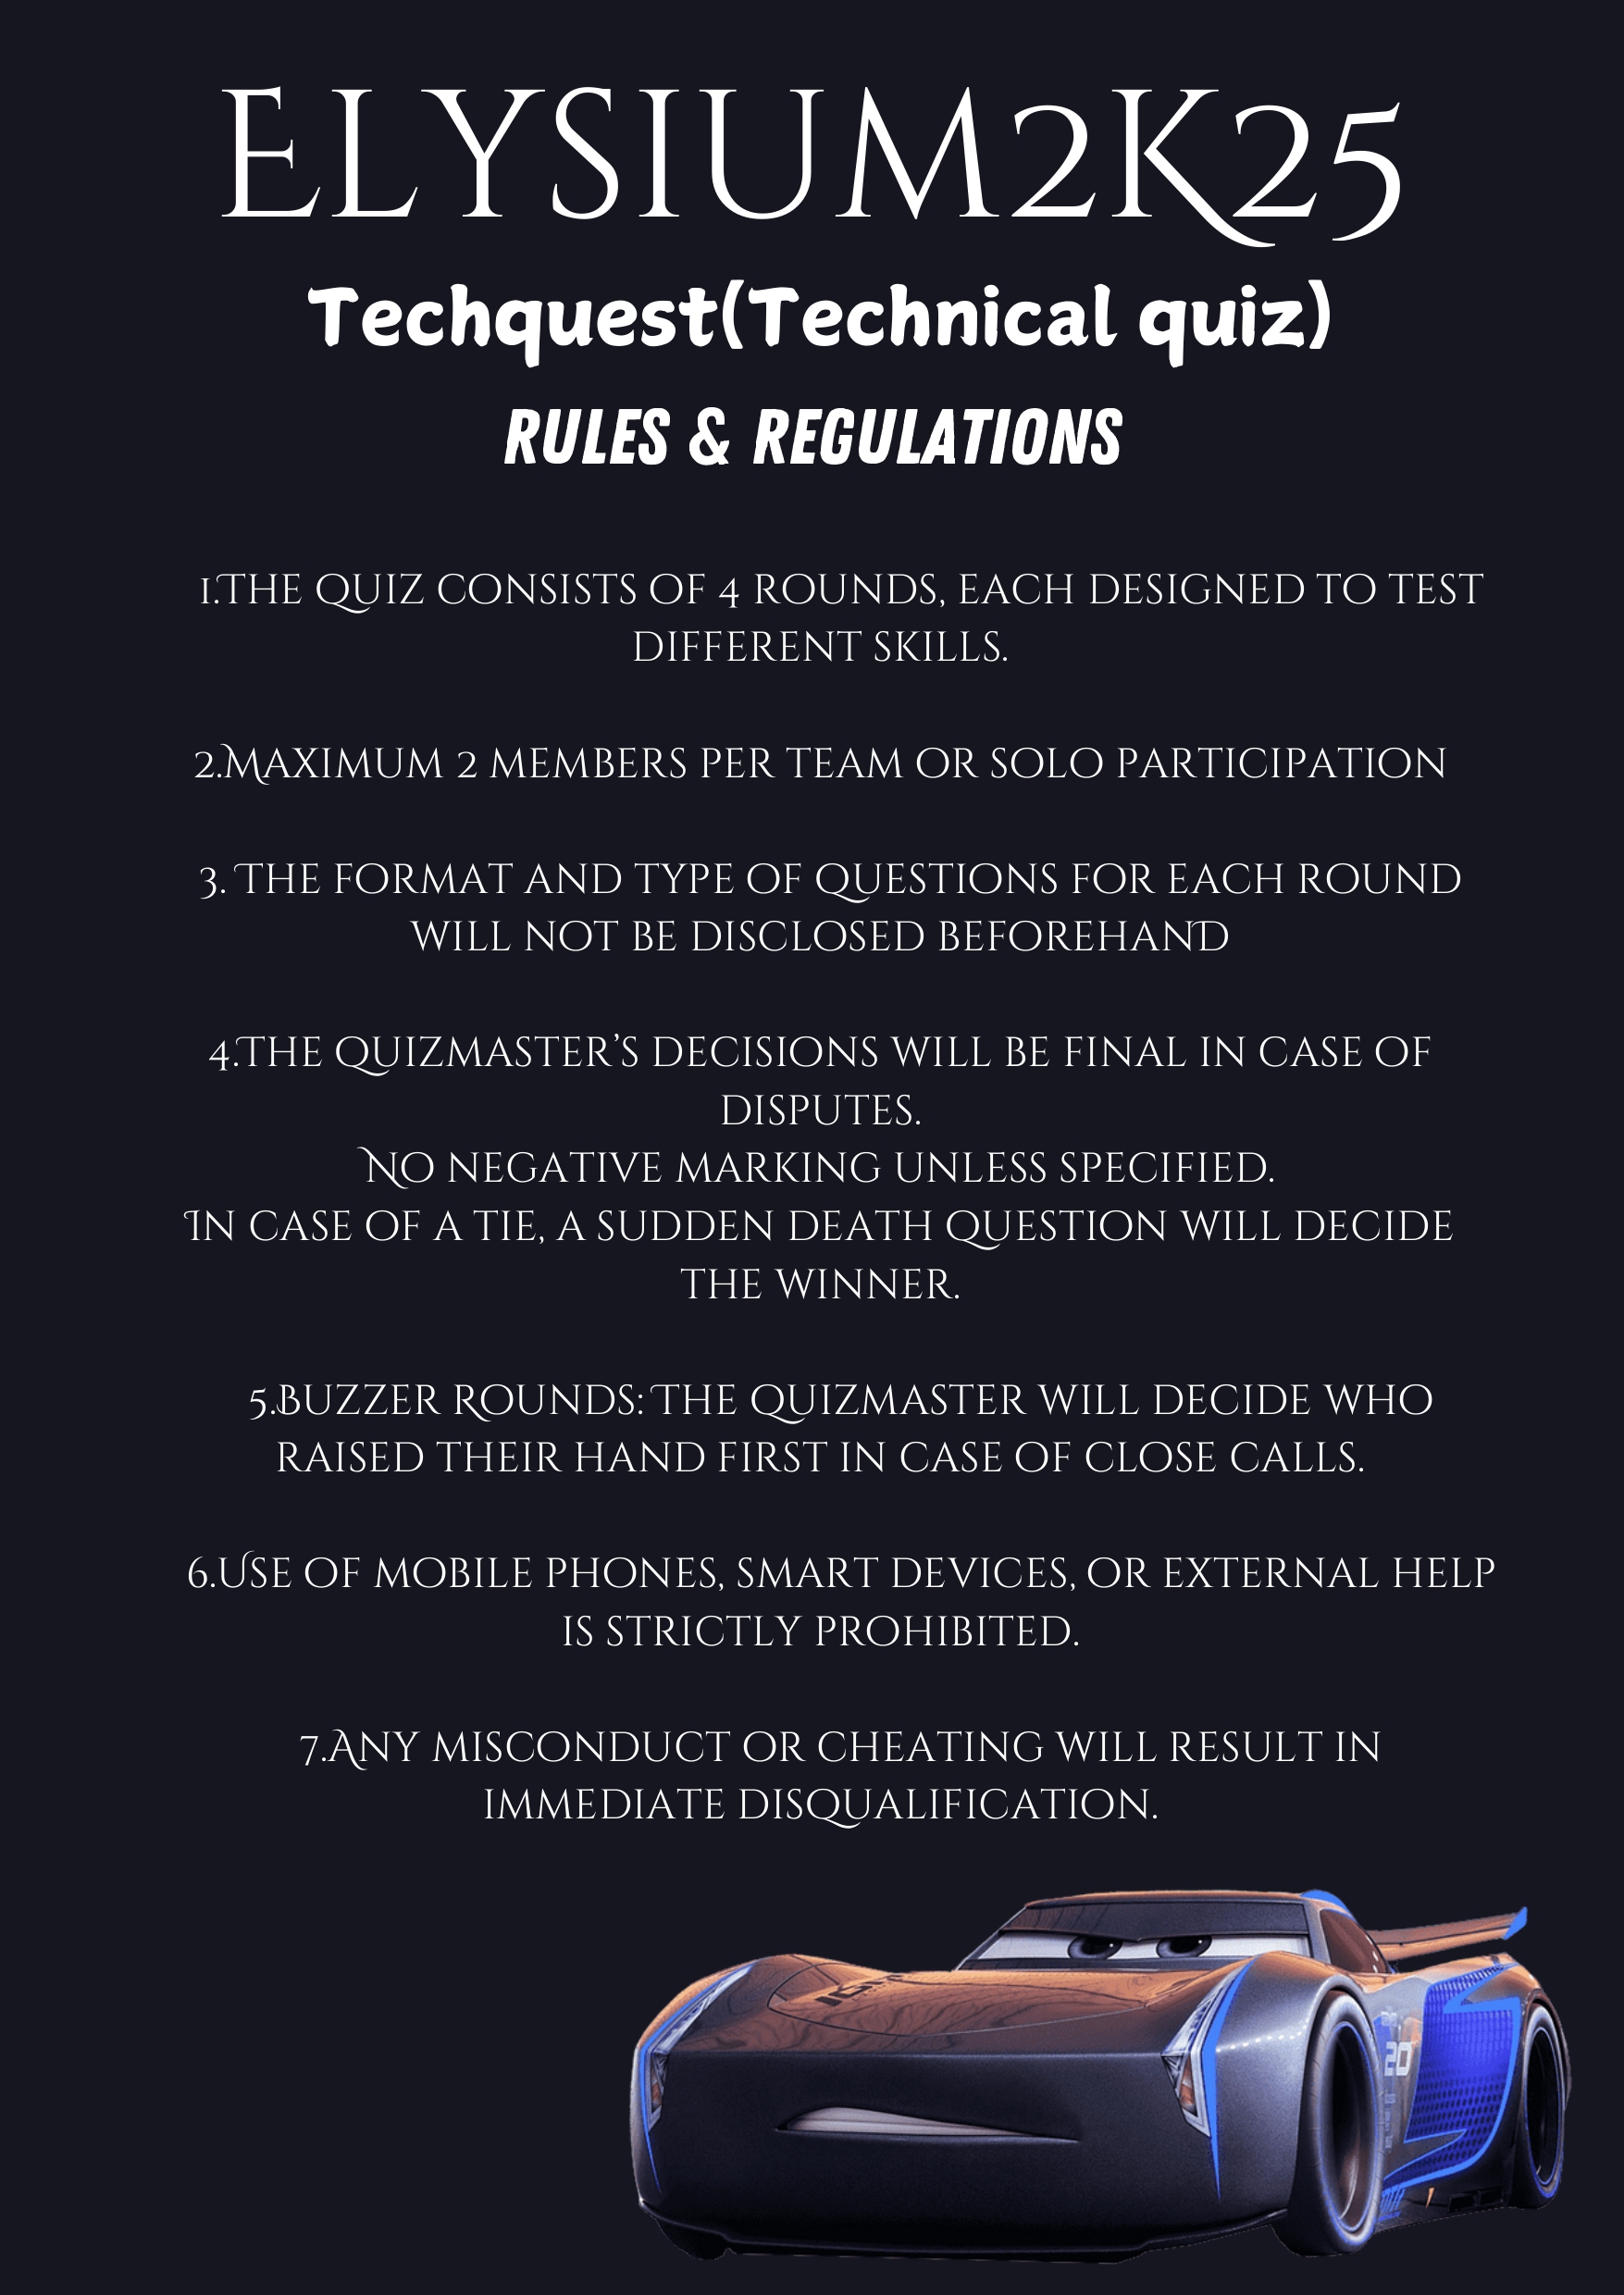 Elysium2K25
Techquest(Technical quiz)
RULES & REGULATIONS
1.The quiz consists of 4 rounds, each designed to test
different skills.
2.Maximum 2 members per team or solo participation
3. The format and type of questions for each round
will not be disclosed beforehand
4.The quizmaster’s decisions will be final in case of
disputes.
No negative marking unless specified.
In case of a tie, a sudden death question will decide
the winner.
5.Buzzer Rounds: The quizmaster will decide who
raised their hand first in case of close calls.
6.Use of mobile phones, smart devices, or external help
is strictly prohibited.
7.Any misconduct or cheating will result in
immediate disqualification.
20